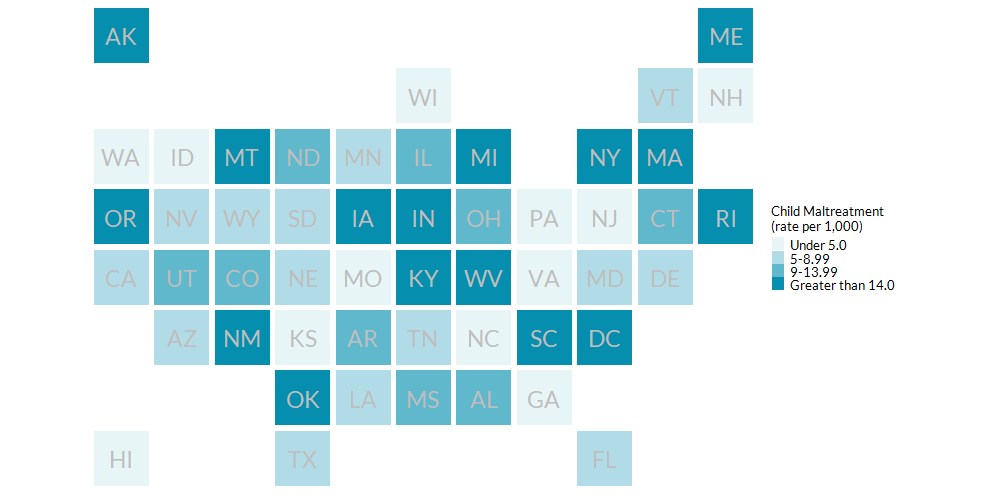 AK ME
WI VT NH
WA ID MT ND MN IL MI NY MA
OR NV WY SD IA IN OH PA NJ CT RI
Child Maltreatment
(rate per 1,000)
Under 5.0
5-8.99
9-13.99
Greater than 14.0
CA UT CO NE MO KY WV VA MD DE
AZ NM KS AR TN NC SC DC
OK LA MS AL GA
HI TX FL